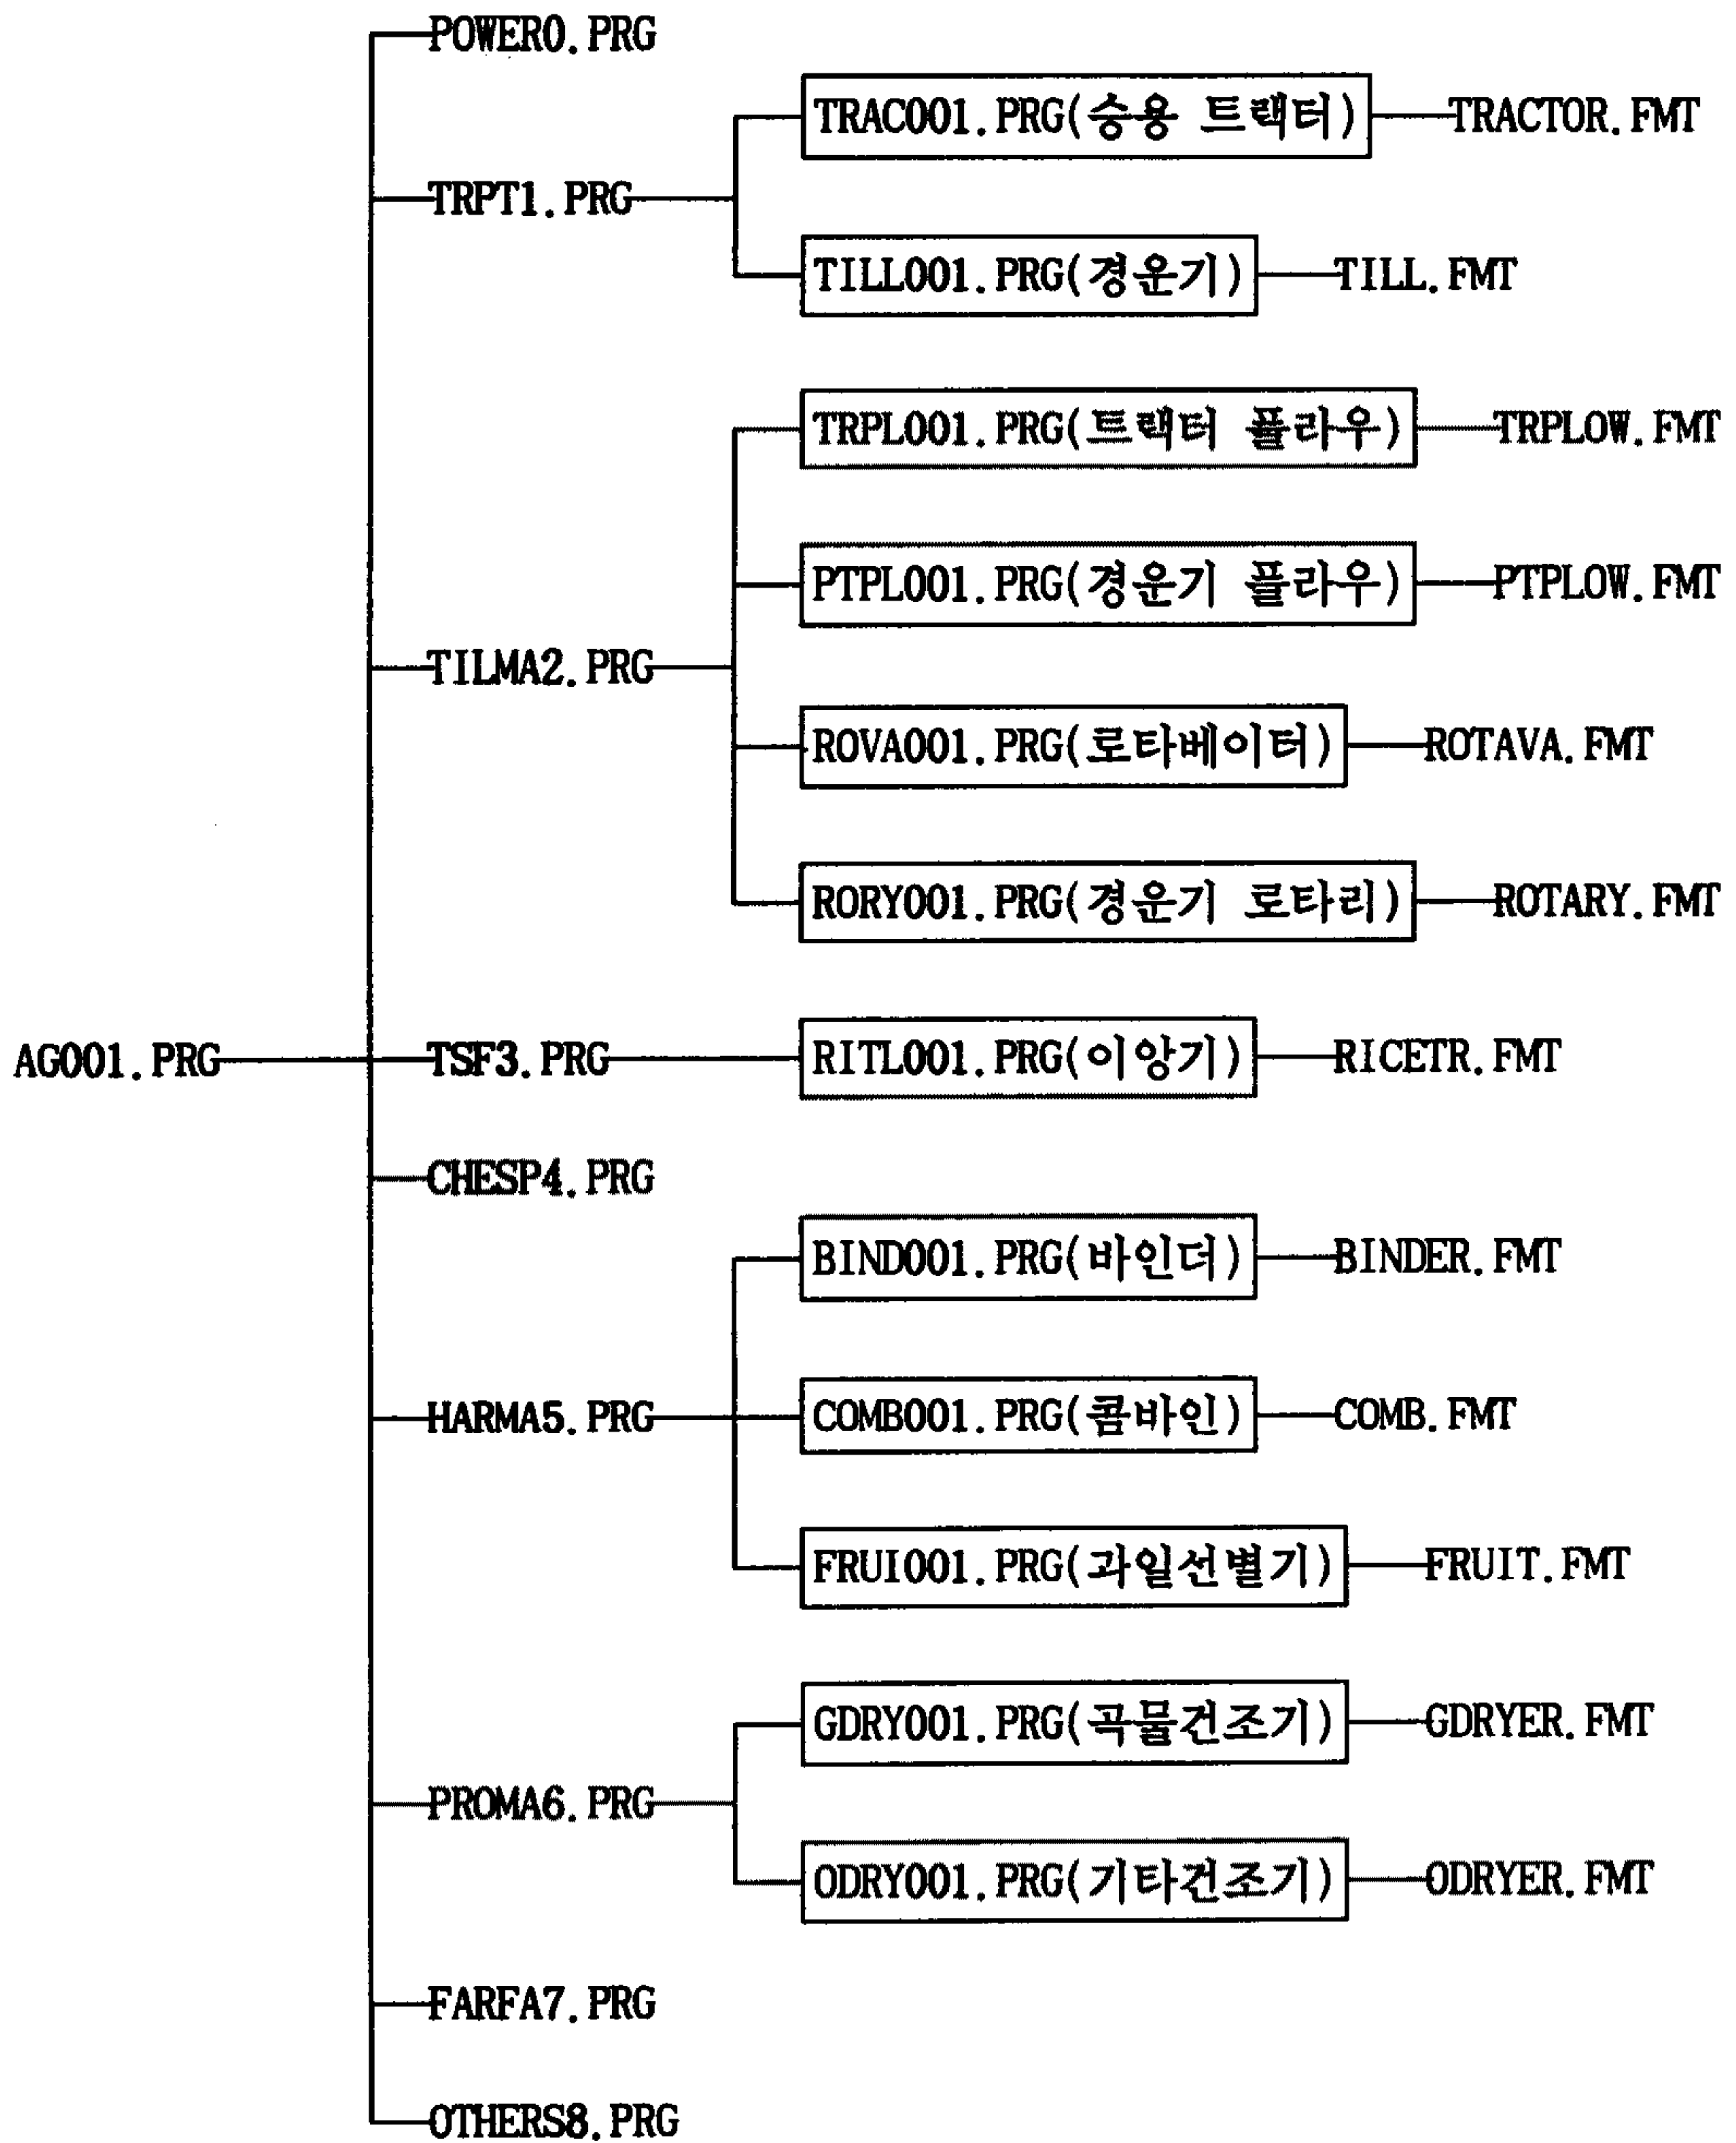 POWER0.PRG
TRAC001.PRG(승용 트랙터) TRACTOR.FMT
TRPT1.PRG
TILL001.PRG(경운기) TILL.FMT
TRPL001.PRG(트랙터 플라우) TRPLOW.FMT
PTPL001.PRG(경운기 플라우) PTPLOW.FMT
TILMA2.PRG
ROVA001.PRG(로타베이터) ROTAVA.FMT
RORY001.PRG(경운기 로타리) ROTARY.FMT
AG001.PRG TSF3.PRG RITL001.PRG(이앙기) RICETR.FMT
CHESP4.PRG
BIND001.PRG(바인더) BINDER.FMT
HARMA5.PRG COMB001.PRG(콤바인) COMB.FMT
FRUI001.PRG(과일선별기) FRUIT.FMT
GDRY001.PRG(곡물건조기) GDRYER.FMT
PROMA6.PRG
ODRY001.PRG(기타건조기) ODRYER.FMT
FARFA7.PRG
OTHERS8.PRG